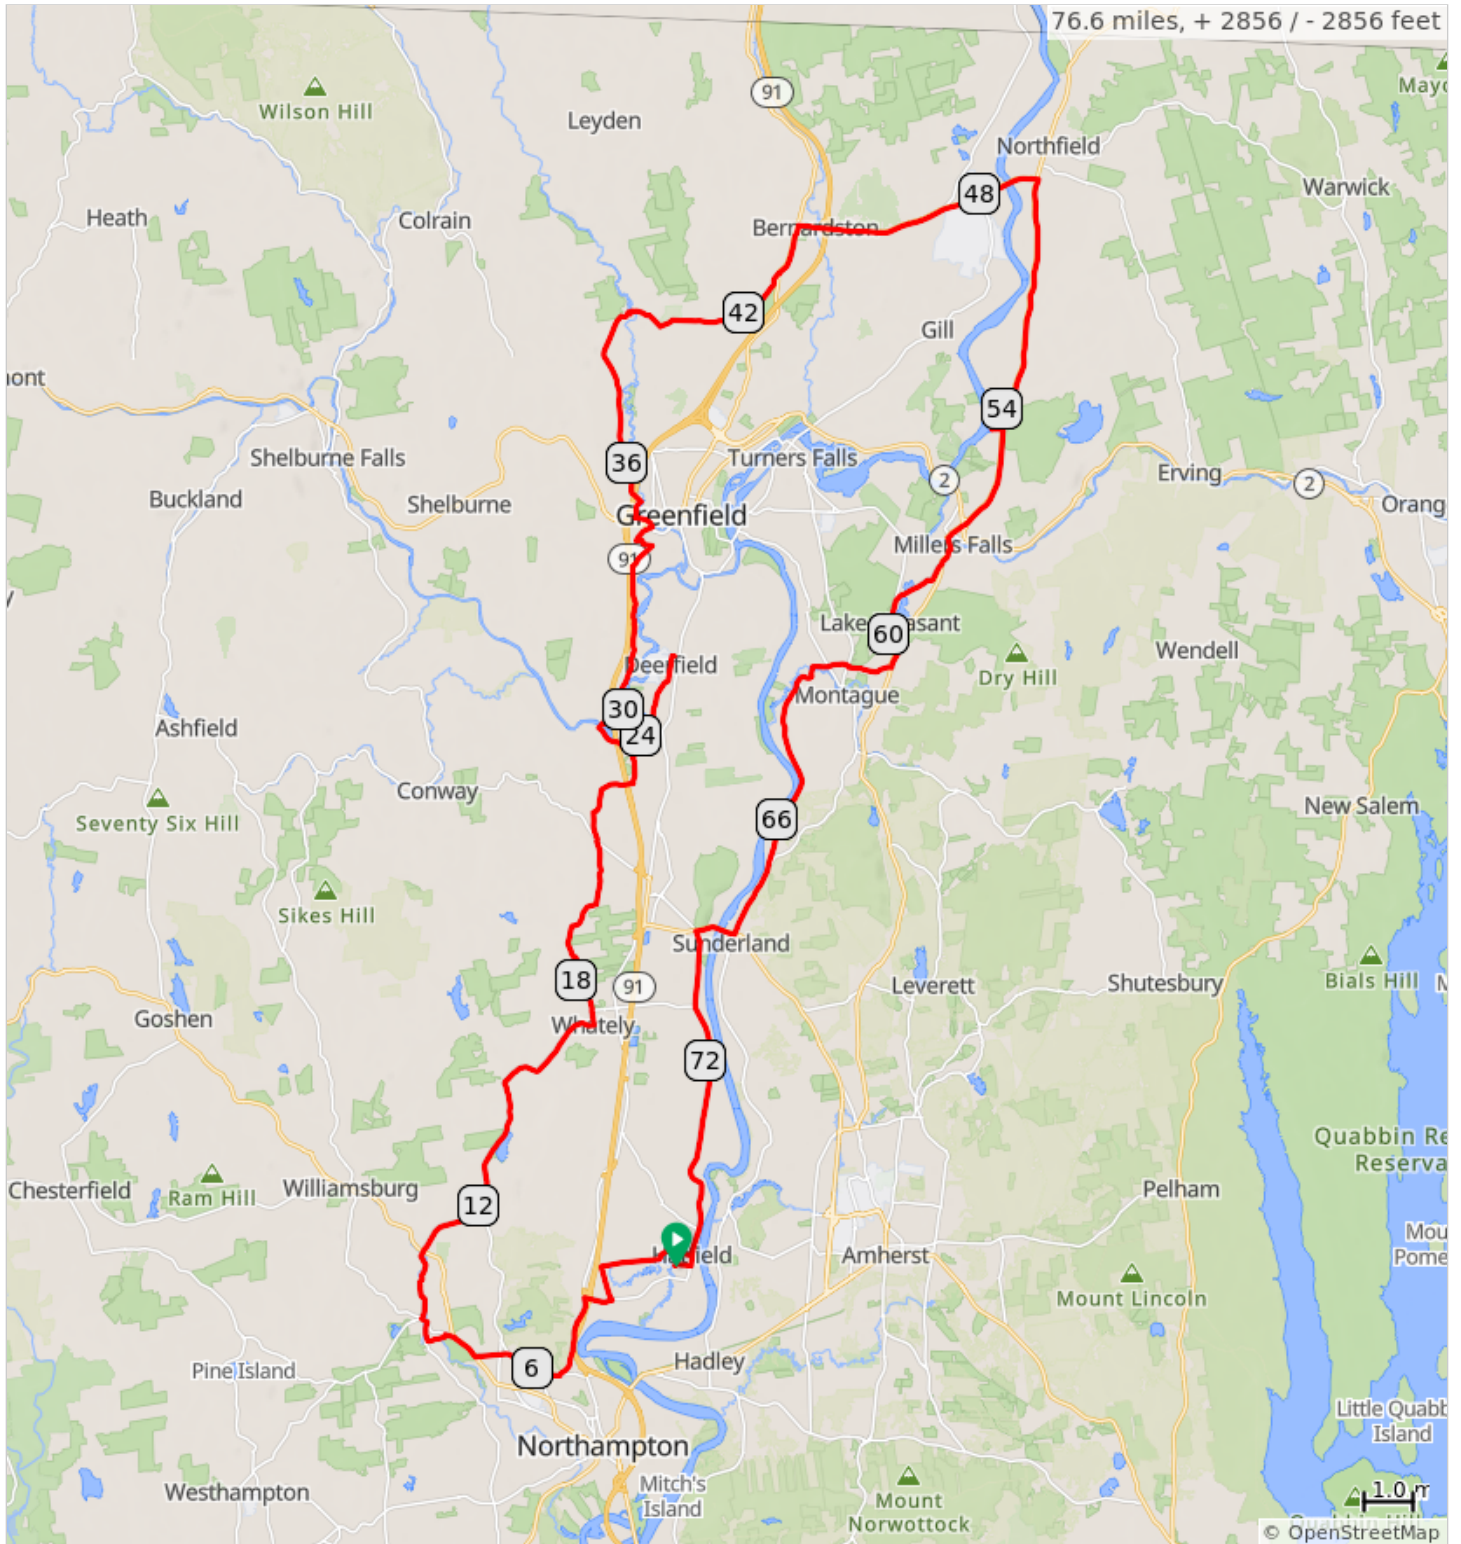 76.6 miles, + 2856 / - 2856 feet
91
Wilson Hill
Leyden
Northfield
Warwick
Heath
Colrain
Bernardston
48
42
Gill
54
Shelburne Falls
36
Turners Falls
Erving
2
2
Buckland
Shelburne
Greenfield
Millers Falls
91
60
Wendell
Deerfield
Dry Hill
Montague
30
24
Ashfield
Conway
New Salem
Seventy Six Hill
66
Sikes Hill
Sunderland
18
91
Leverett
Shutesbury
Bials Hill
Goshen
Whately
72
Quabbin Re
Reserva
Chesterfield
Ram Hill
Williamsburg
12
Pelham
Amherst
Mount Lincoln
Pine Island
6
Hadley
Northampton
Little Quabb
Island
Westhampton
Mitch's
Island
Mount
Norwottock
1.0 m
© OpenStreetMap